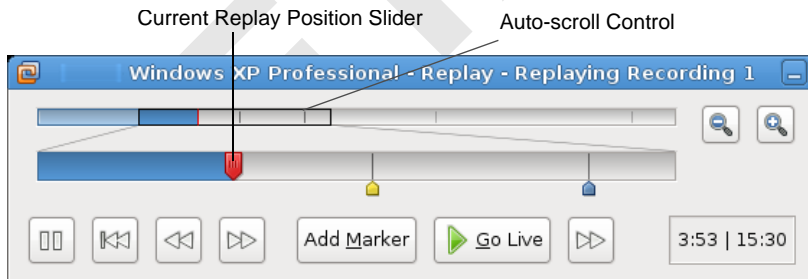 Current Replay Position Slider
Auto-scroll Control
Windows XP Professional - Replay - Replaying Recording 1
Add Marker
Go Live
3:53 | 15:30